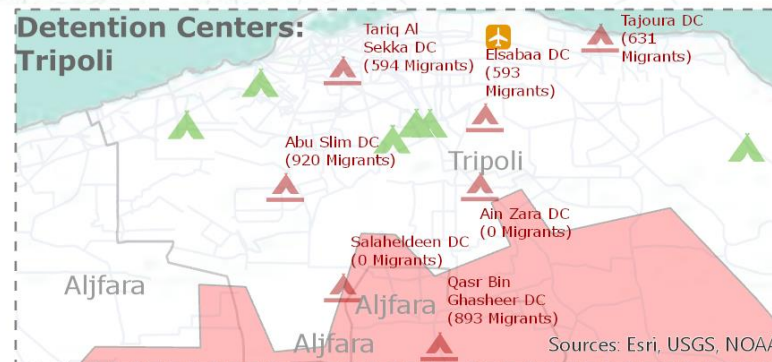 Detention Centers:
Tripoli
Tariq Al
Sekka DC
(594 Migrants)
Elsabaa DC
(593
Migrants)
Tajoura DC
(631
Migrants)
Abu Slim DC
(920 Migrants)
Tripoli
Ain Zara DC
(0 Migrants)
Salaheldeen DC
(0 Migrants)
Aljfara
Qasr Bin
Ghasheer DC
(893 Migrants)
Aljfara
Aljfara
Sources: Esri, USGS, NOAA